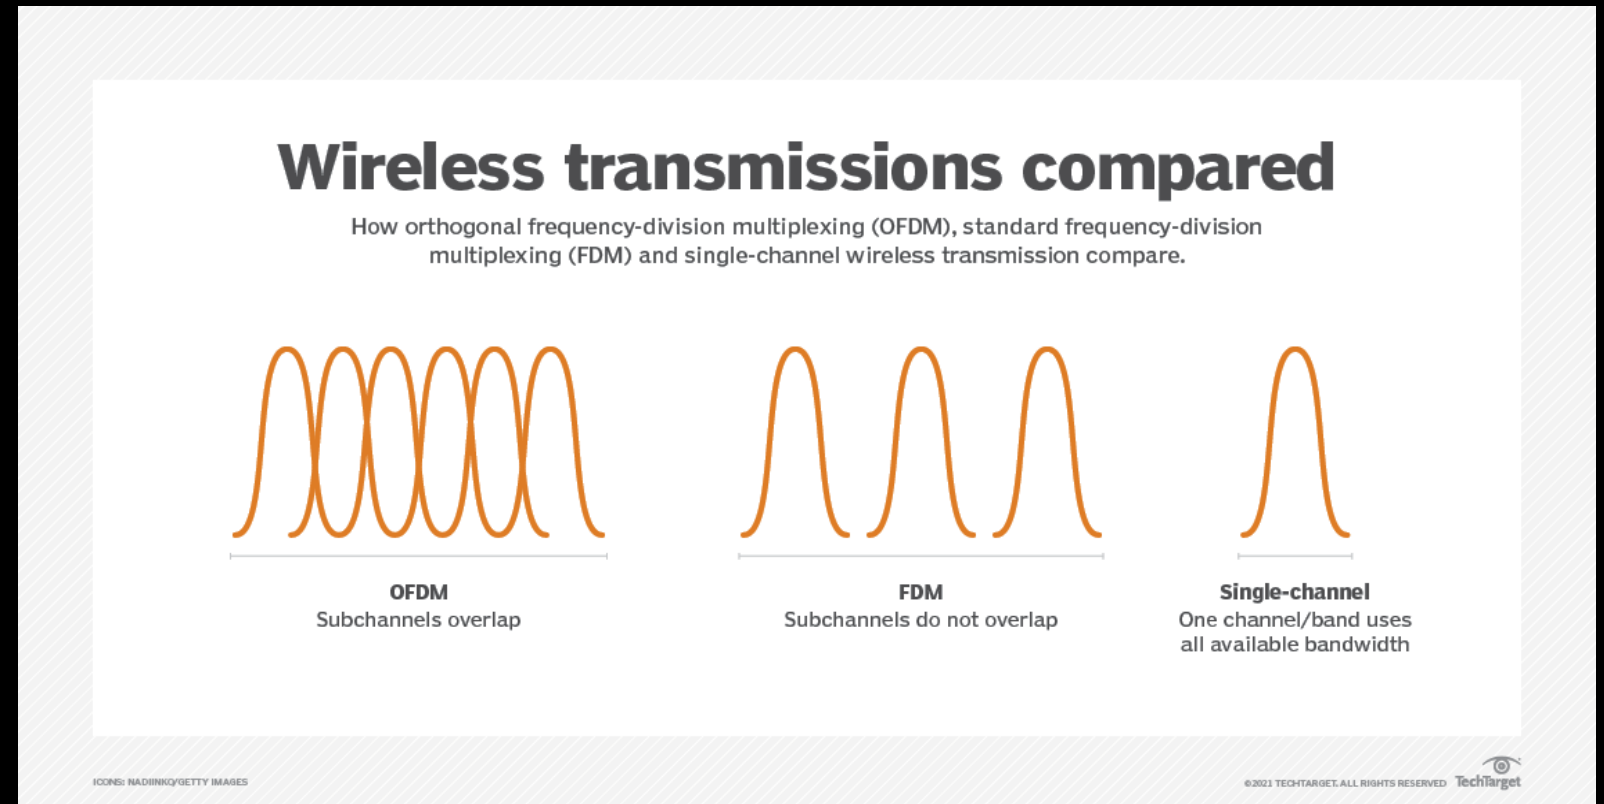 Wireless transmissions compared
How orthogonal frequency-division multiplexing (OFDM), standard frequency-division
multiplexing (FDM) and single-channel wireless transmission compare.
OFDM
Subchannels overlap
FDM
Subchannels do not overlap
Single-channel
One channel/band uses
all available bandwidth
ICONS: NADIINKO/GETTY IMAGES
©2021 TECHTARGET. ALL RIGHTS RESERVED TechTarget